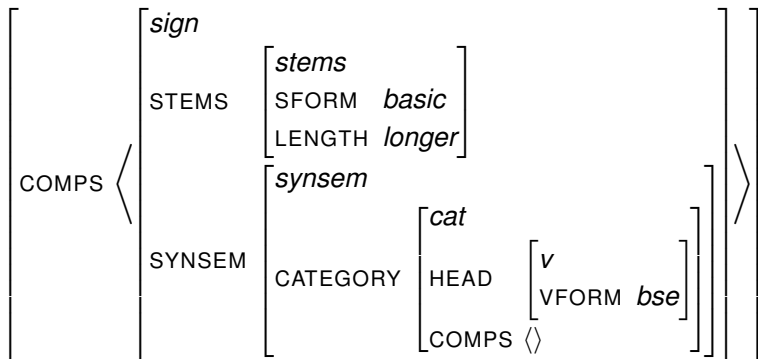 sign
stems
STEMS SFORM basic
LENGTH longer
COMPS ⟨ ⟩
synsem
cat
SYNSEM v
CATEGORY HEAD
VFORM bse
COMPS ⟨⟩